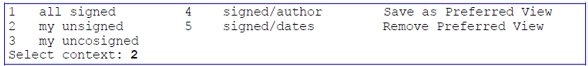 1   all signed          4   signed/author       Save as Preferred View
2   my unsigned         5   signed/dates        Remove Preferred View
3   my uncosigned
Select context: 2